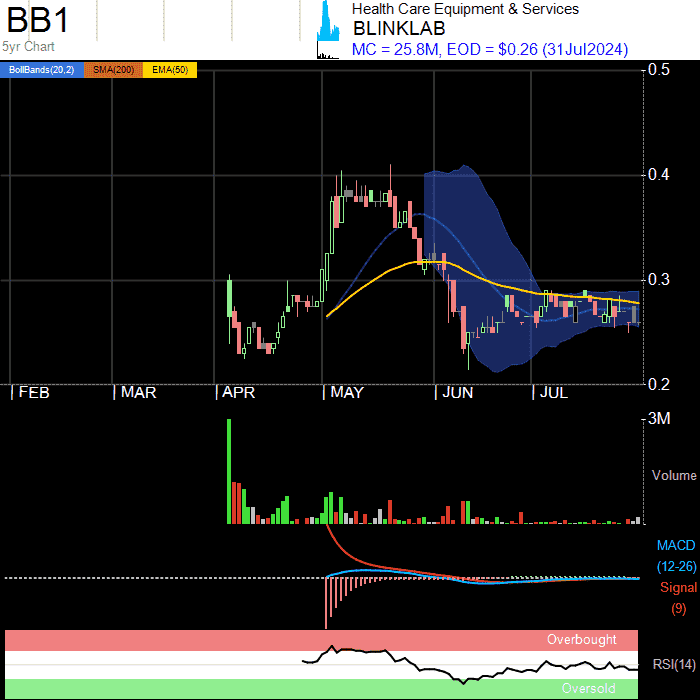 BB1
5yr Chart
Health Care Equipment & Services
BLINKLAB
MC = 25.8M, EOD = $0.26 (31Jul2024)
BollBands(20,2) SMA(200) EMA(50)
0.5
0.4
0.3
0.2
FEB MAR APR MAY JUN JUL
3M
Volume
MACD
(12-26)
Signal
(9)
Overbought
RSI(14)
Oversold